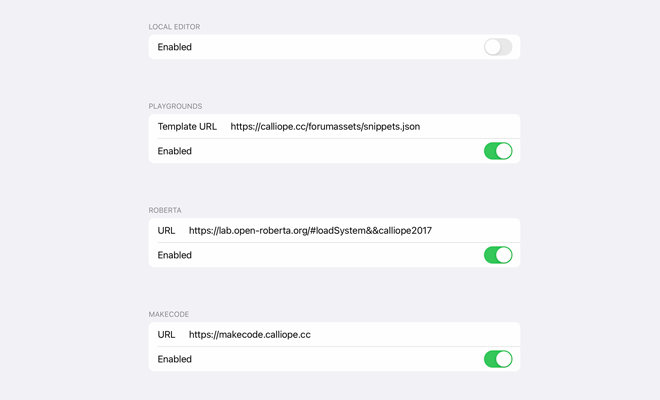 LOCAL EDITOR
Enabled
PLAYGROUNDS
Template URL https://calliope.cc/forumassets/snippets.json
Enabled
ROBERTA
URL https://lab.open-roberta.org/#loadSystem&&calliope2017
Enabled
MAKECODE
URL https://makecode.calliope.cc
Enabled